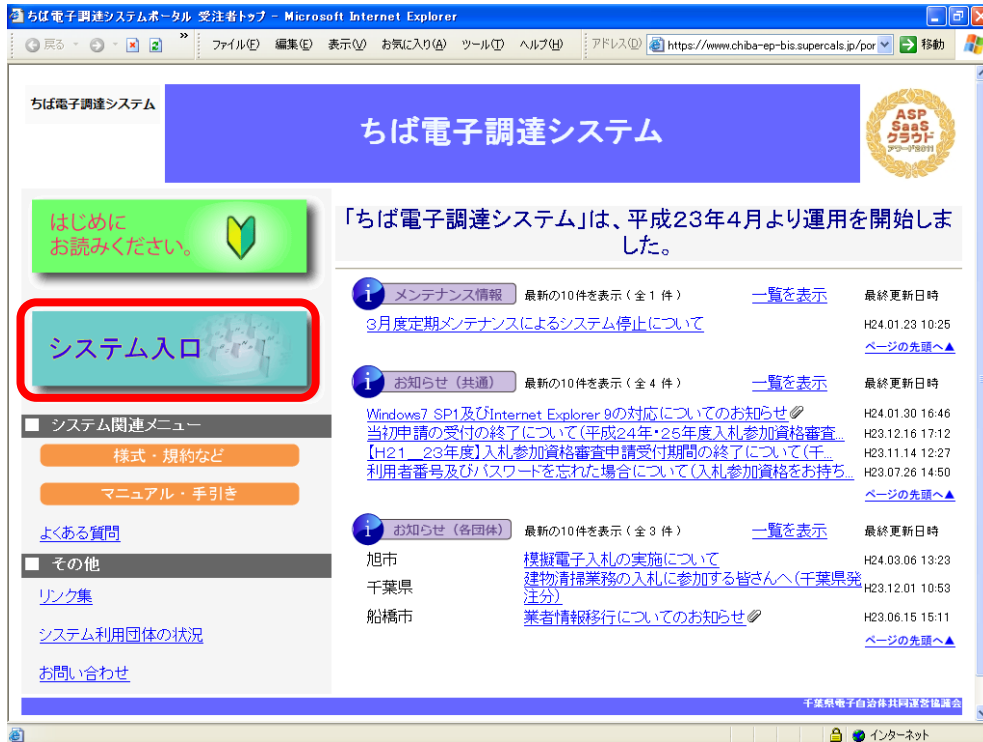 ちば電子調達システムポータル 受注者トップ - Microsoft Internet Explorer
戻る ファイル(F) 編集(E) 表示(V) お気に入り(A) ツール(T) ヘルプ(H) アドレス(D) https://www.chiba-ep-bis.supercals.jp/por 移動
ちば電子調達システム
ちば電子調達システム
ASP
SaaS
クラウド
アワード2011
はじめに
お読みください。
システム入口
■ システム関連メニュー
様式・規約など
マニュアル・手引き
よくある質問
■ その他
リンク集
システム利用団体の状況
お問い合わせ
「ちば電子調達システム」は、平成23年4月より運用を開始しま
した。
i メンテナンス情報 最新の10件を表示(全1件) 一覧を表示 最終更新日時
3月度定期メンテナンスによるシステム停止について H24.01.23 10:25
ページの先頭へ▲
i お知らせ(共通) 最新の10件を表示(全4件) 一覧を表示 最終更新日時
Windows7 SP1及びInternet Explorer 9の対応についてのお知らせ H24.01.30 16:46
当初申請の受付の終了について(平成24年・25年度入札参加資格審査... H23.12.16 17:12
【H21__23年度】入札参加資格審査申請受付期間の終了について(千... H23.11.14 12:27
利用者番号及びパスワードを忘れた場合について(入札参加資格をお持ち... H23.07.26 14:50
ページの先頭へ▲
i お知らせ(各団体) 最新の10件を表示(全3件) 一覧を表示 最終更新日時
旭市 模擬電子入札の実施について H24.03.06 13:23
千葉県 建物清掃業務の入札に参加する皆さんへ(千葉県発
注分) H23.12.01 10:53
船橋市 業者情報移行についてのお知らせ H23.06.15 15:11
ページの先頭へ▲
千葉県電子自治体共同運営協議会
インターネット